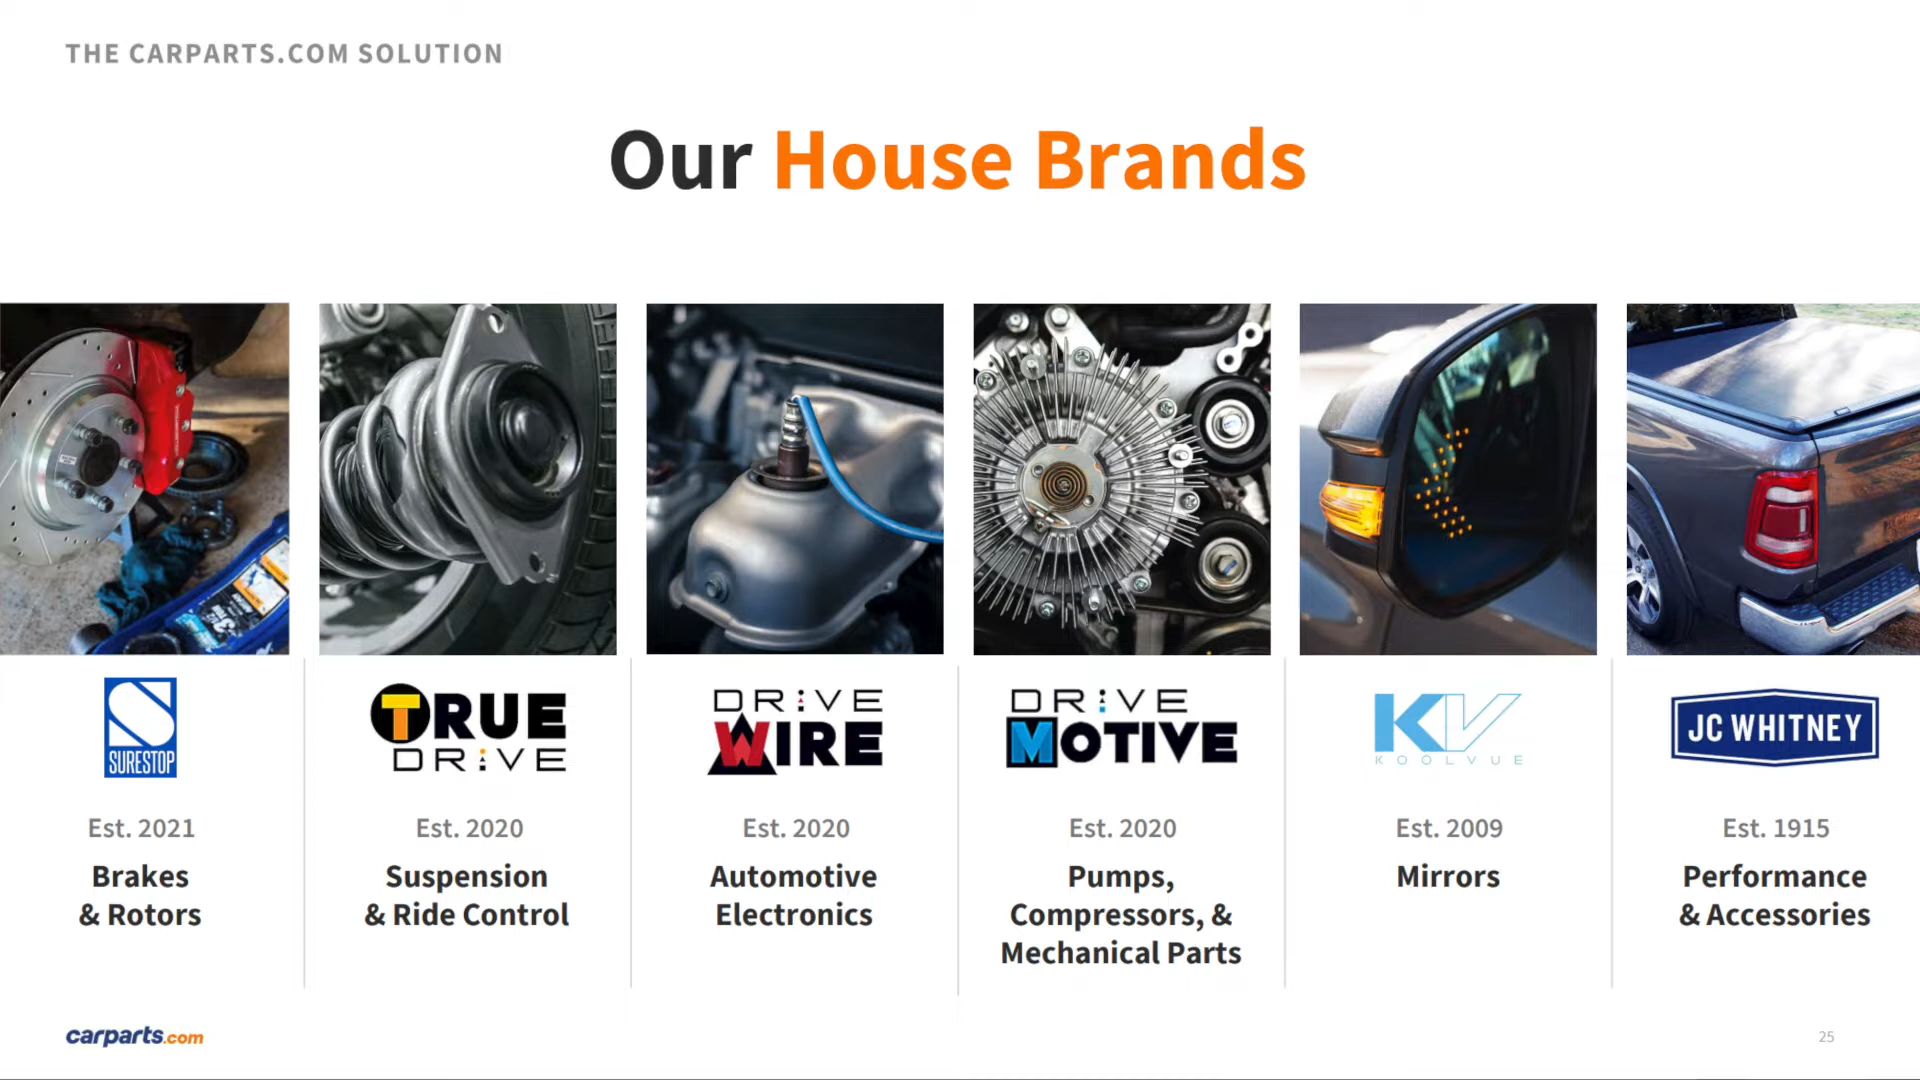 THE CARPARTS.COM SOLUTION
Our House Brands
SURESTOP
Est. 2021
Brakes
& Rotors
TRUE
DRIVE
Est. 2020
Suspension
& Ride Control
DRIVE
WIRE
Est. 2020
Automotive
Electronics
DRIVE
MOTIVE
Est. 2020
Pumps,
Compressors, &
Mechanical Parts
KV
KOOLVUE
Est. 2009
Mirrors
JC WHITNEY
Est. 1915
Performance
& Accessories
carparts.com
25